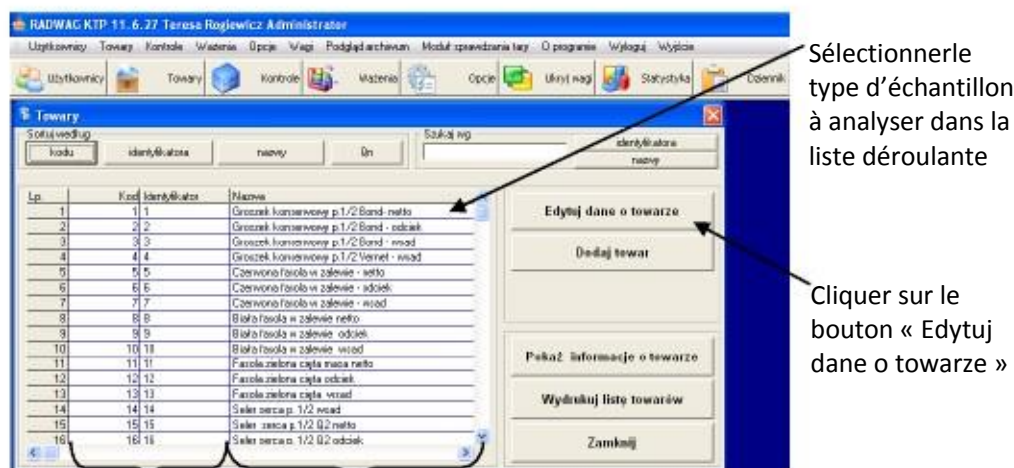 RADWAG KTP 11.6.27 Teresa Rogiewicz Administrator
Użytkownicy Towary Kontrole Ważenia Opcje Wagi Podgląd archiwum Moduł sprawdzania tary O programie Wyloguj Wyjście
Użytkownicy Towary Kontrole Ważenia Opcje Ukryj wagi Statystyka Dziennik
Towary
Sortuj według
Szukaj wg
kodu identyfikatora nazwy Qn
identyfikatora
nazwy
Lp. Kod Identyfikator Nazwa
1 1 1 Groszek konserwowy p.1/2 Bond- netto
2 2 2 Groszek konserwowy p.1/2 Bond - odciek
3 3 3 Groszek konserwowy p.1/2 Bond - wsad
4 4 4 Groszek konserwowy p.1/2 Vernet - wsad
5 5 5 Czerwona fasola w zalewie - netto
6 6 6 Czerwona fasola w zalewie - odciek
7 7 7 Czerwona fasola w zalewie - wsad
8 8 8 Biała fasola w zalewie netto
9 9 9 Biała fasola w zalewie odciek
10 10 10 Biała fasola w zalewie wsad
11 11 11 Fasola zielona cięta masa netto
12 12 12 Fasola zielona cięta odciek
13 13 13 Fasola zielona cięta wsad
14 14 14 Seler serca p. 1/2 wsad
15 15 15 Seler serca p. 1/2 Q2 netto
16 16 16 Seler serca p. 1/2 Q2 odciek
Edytuj dane o towarze
Dodaj towar
Pokaż informacje o towarze
Wydrukuj listę towarów
Zamknij
Sélectionnerle
type d’échantillon
à analyser dans la
liste déroulante
Cliquer sur le
bouton « Edytuj
dane o towarze »